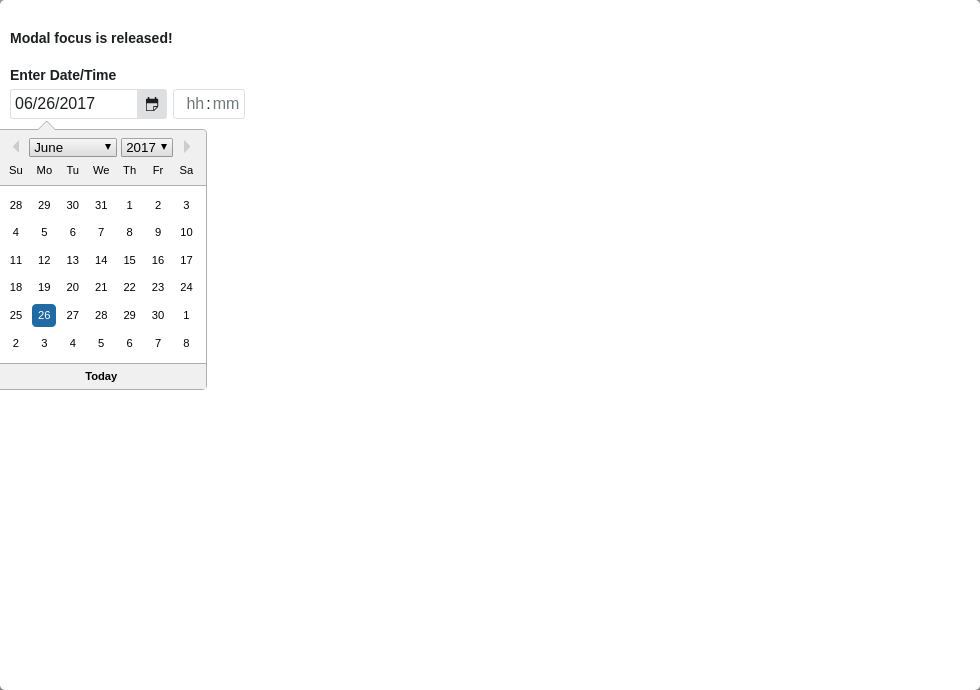 Modal focus is released!
Enter Date/Time
06/26/2017 hh:mm
June 2017
Su Mo Tu We Th Fr Sa
28 29 30 31 1 2 3
4 5 6 7 8 9 10
11 12 13 14 15 16 17
18 19 20 21 22 23 24
25 26 27 28 29 30 1
2 3 4 5 6 7 8
Today